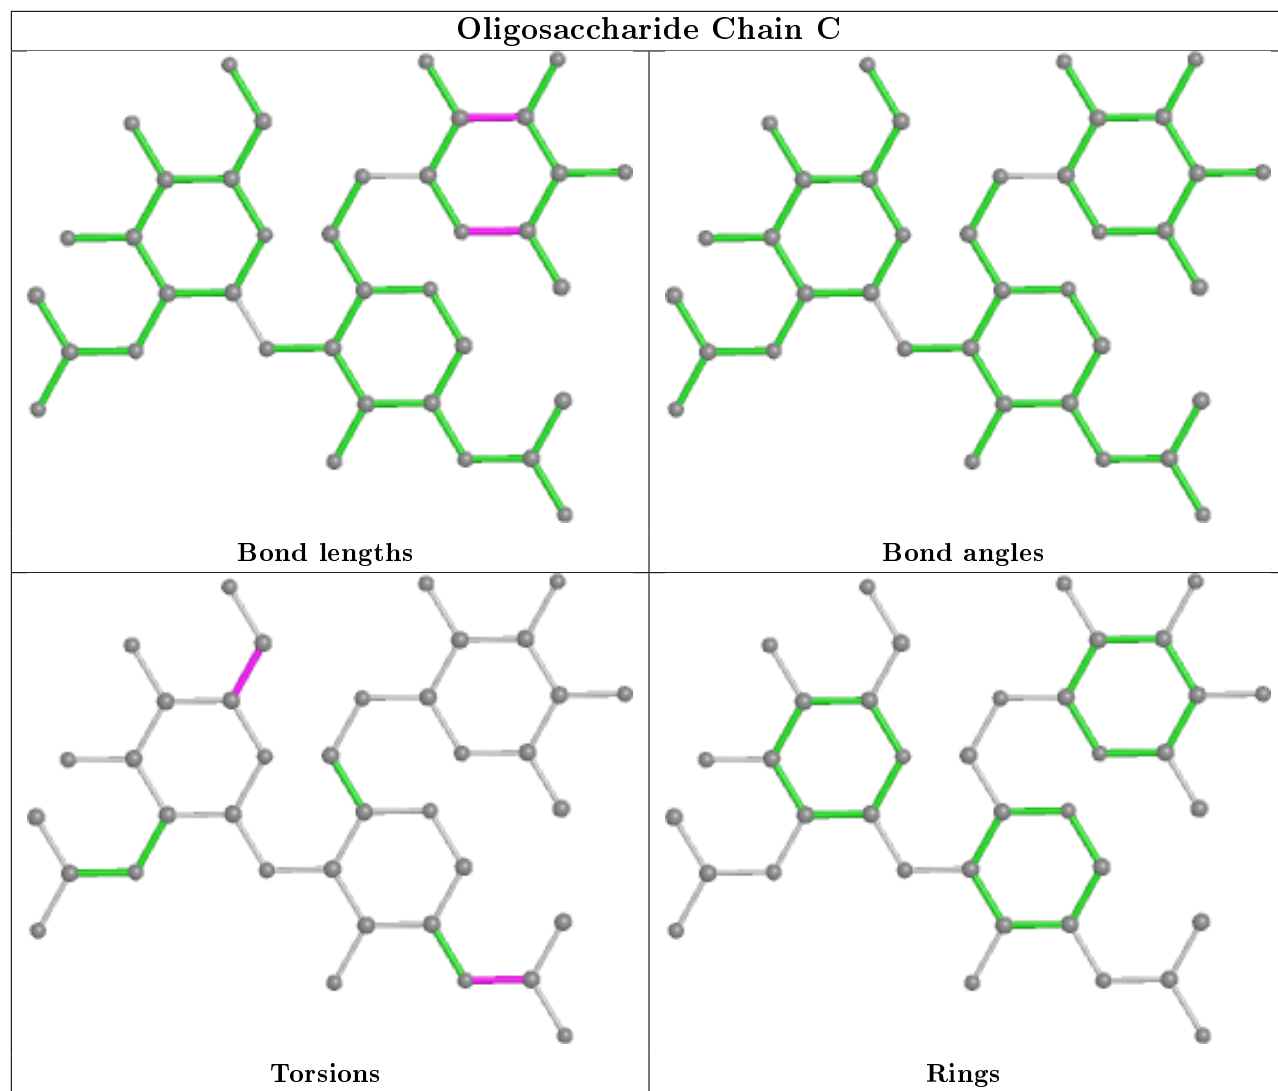 Oligosaccharide Chain C
Bond lengths
Bond angles
Torsions
Rings